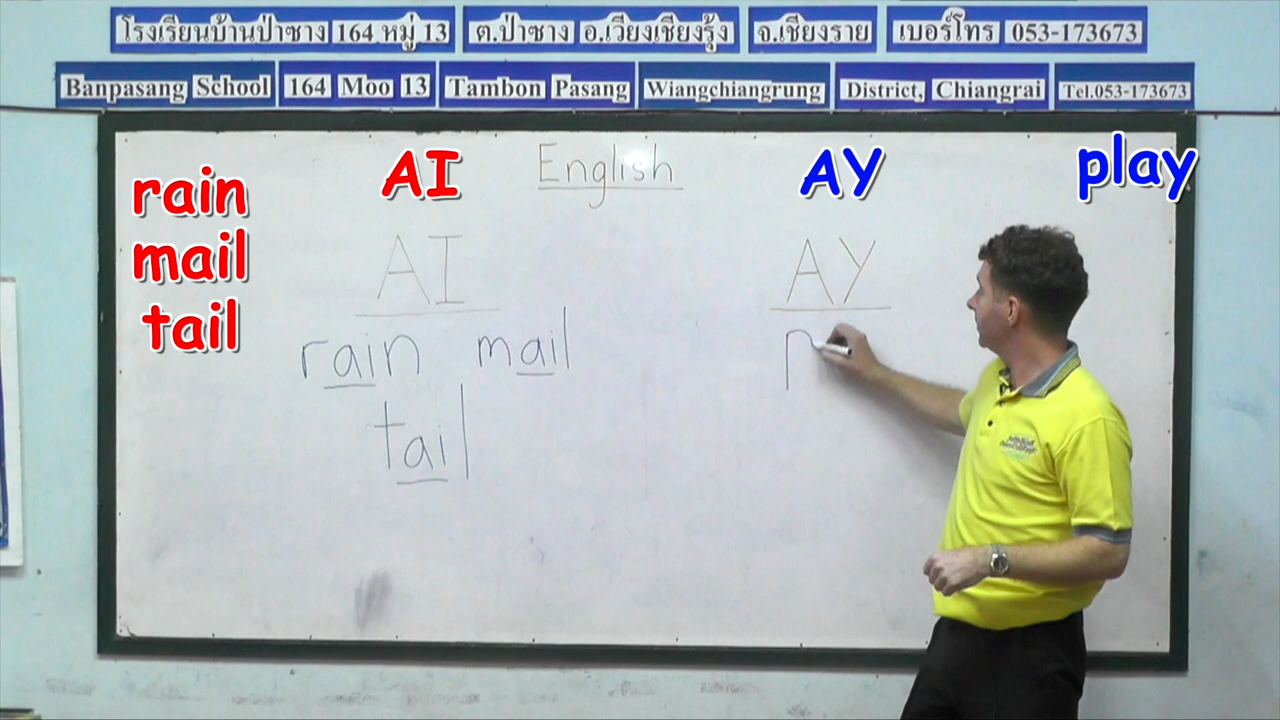 โรงเรียนบ้านป่าซาง 164 หมู่ 13 ต.ป่าซาง อ.เวียงเชียงรุ้ง จ.เชียงราย เบอร์โทร 053-173673
Banpasang School 164 Moo 13 Tambon Pasang Wiangchiangrung District, Chiangrai Tel.053-173673
English
AI AY play
rain
mail
tail
AI AY
rain mail
tail